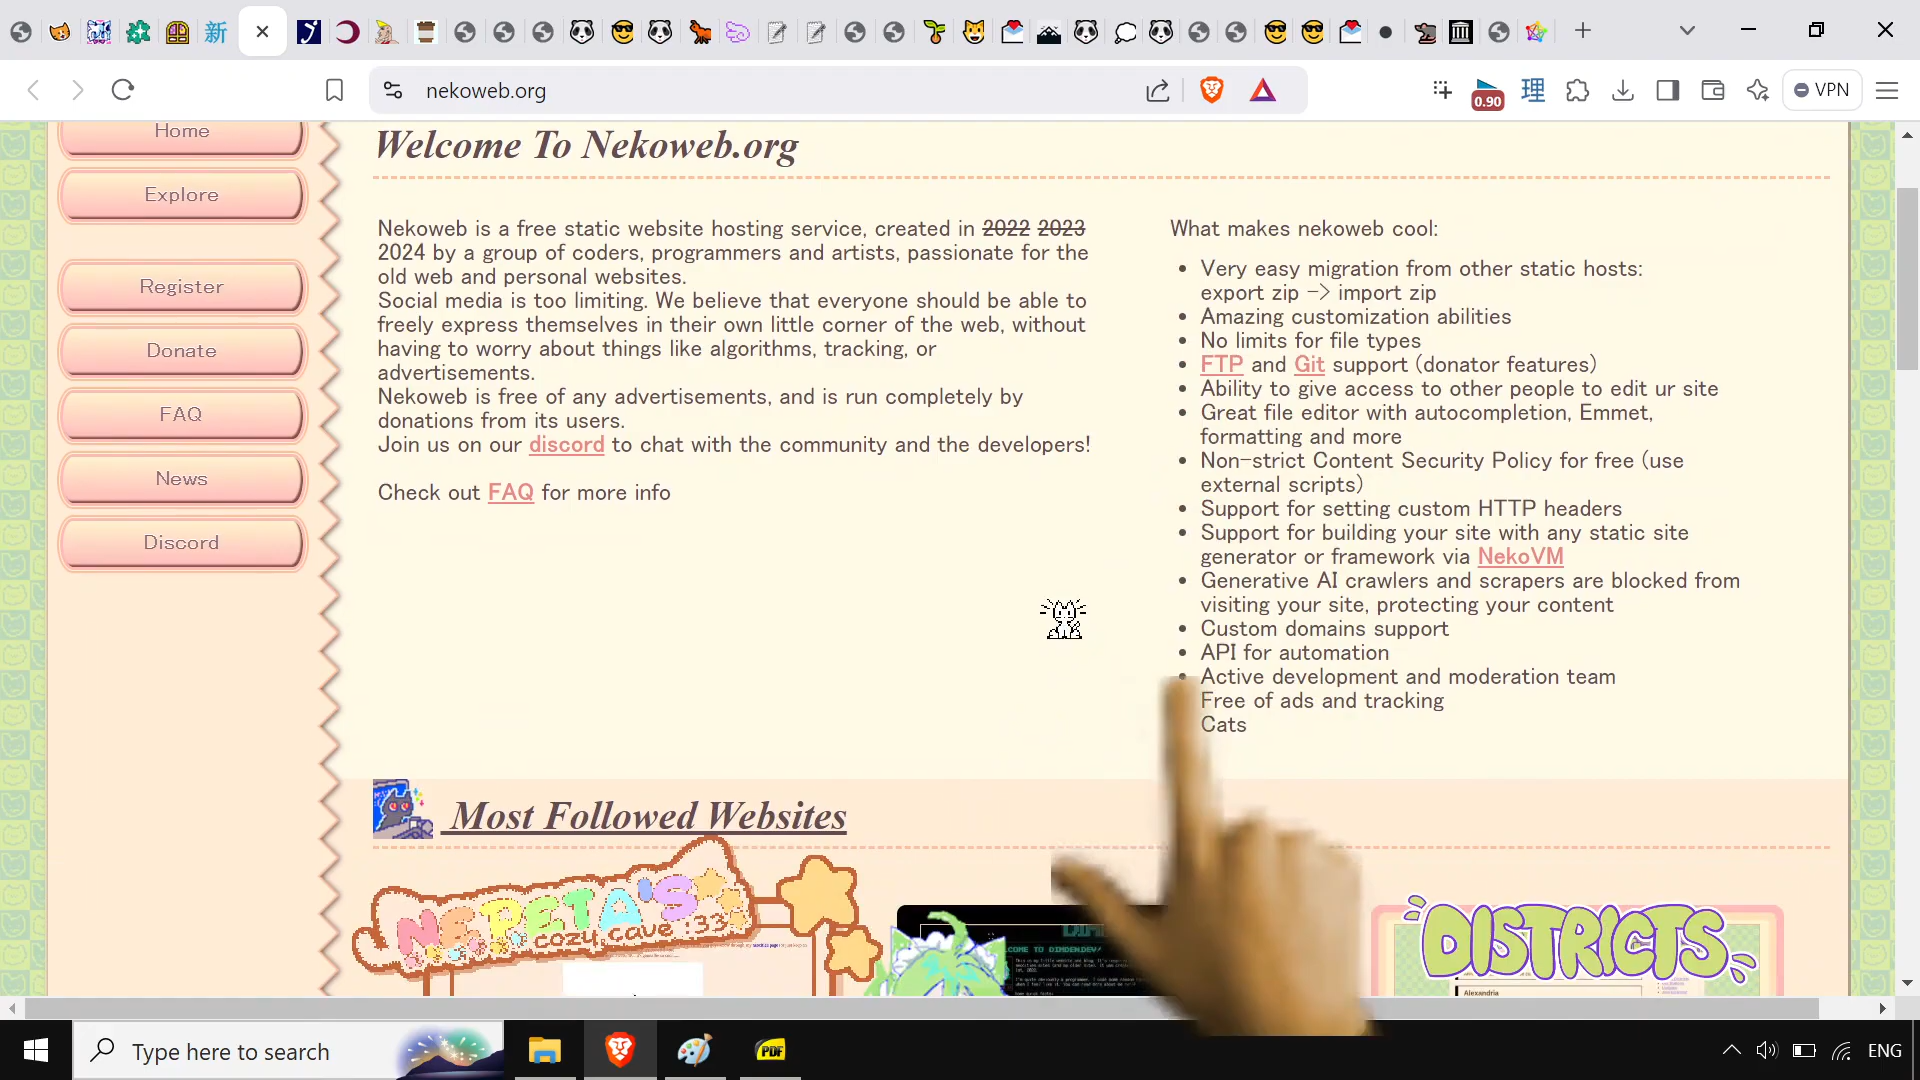 新
nekoweb.org
0.90
理
VPN
Home
Explore
Register
Donate
FAQ
News
Discord
Welcome To Nekoweb.org
Nekoweb is a free static website hosting service, created in 2022 2023
2024 by a group of coders, programmers and artists, passionate for the
old web and personal websites.
Social media is too limiting. We believe that everyone should be able to
freely express themselves in their own little corner of the web, without
having to worry about things like algorithms, tracking, or
advertisements.
Nekoweb is free of any advertisements, and is run completely by
donations from its users.
Join us on our discord to chat with the community and the developers!
Check out FAQ for more info
What makes nekoweb cool:
Very easy migration from other static hosts:
export zip -> import zip
Amazing customization abilities
No limits for file types
FTP and Git support (donator features)
Ability to give access to other people to edit ur site
Great file editor with autocompletion, Emmet,
formatting and more
Non-strict Content Security Policy for free (use
external scripts)
Support for setting custom HTTP headers
Support for building your site with any static site
generator or framework via NekoVM
Generative AI crawlers and scrapers are blocked from
visiting your site, protecting your content
Custom domains support
API for automation
Active development and moderation team
Free of ads and tracking
Cats
Most Followed Websites
NEPETA'S
cozy cave :33
DISTRICTS
Alexandria
Type here to search
PDF
ENG